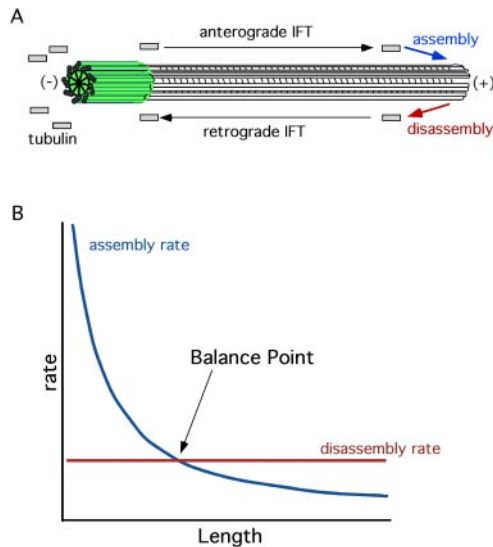 A
anterograde IFT
assembly
(-)
(+)
tubulin
retrograde IFT
disassembly
B
assembly rate
Balance Point
rate
disassembly rate
Length